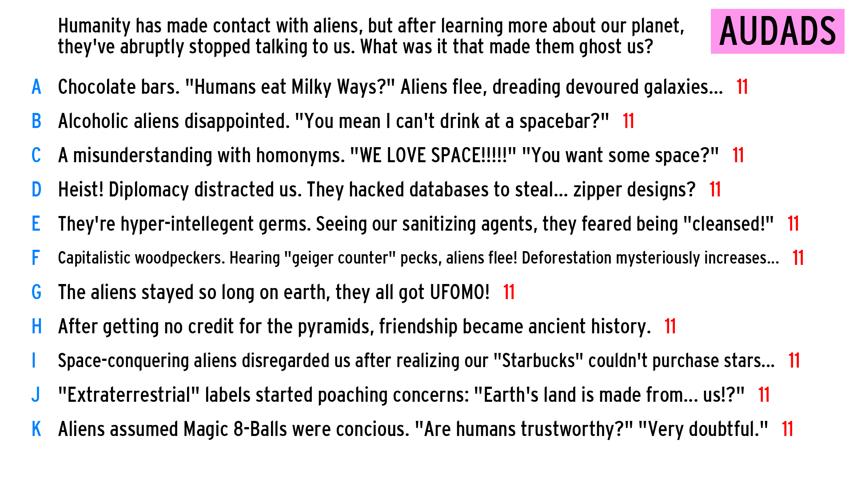 Humanity has made contact with aliens, but after learning more about our planet,
they've abruptly stopped talking to us. What was it that made them ghost us?
AUDADS
A Chocolate bars. "Humans eat Milky Ways?" Aliens flee, dreading devoured galaxies... 11
B Alcoholic aliens disappointed. "You mean I can't drink at a spacebar?" 11
C A misunderstanding with homonyms. "WE LOVE SPACE!!!!!" "You want some space?" 11
D Heist! Diplomacy distracted us. They hacked databases to steal... zipper designs? 11
E They're hyper-intellegent germs. Seeing our sanitizing agents, they feared being "cleansed!" 11
F Capitalistic woodpeckers. Hearing "geiger counter" pecks, aliens flee! Deforestation mysteriously increases... 11
G The aliens stayed so long on earth, they all got UFOMO! 11
H After getting no credit for the pyramids, friendship became ancient history. 11
I Space-conquering aliens disregarded us after realizing our "Starbucks" couldn't purchase stars... 11
J "Extraterrestrial" labels started poaching concerns: "Earth's land is made from... us!?" 11
K Aliens assumed Magic 8-Balls were concious. "Are humans trustworthy?" "Very doubtful." 11